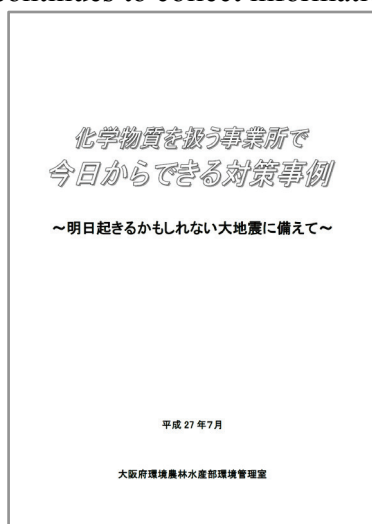 化学物質を扱う事業所で
今日からできる対策事例
～明日起きるかもしれない大地震に備えて～
平成 27 年7月
大阪府環境農林水産部環境管理室